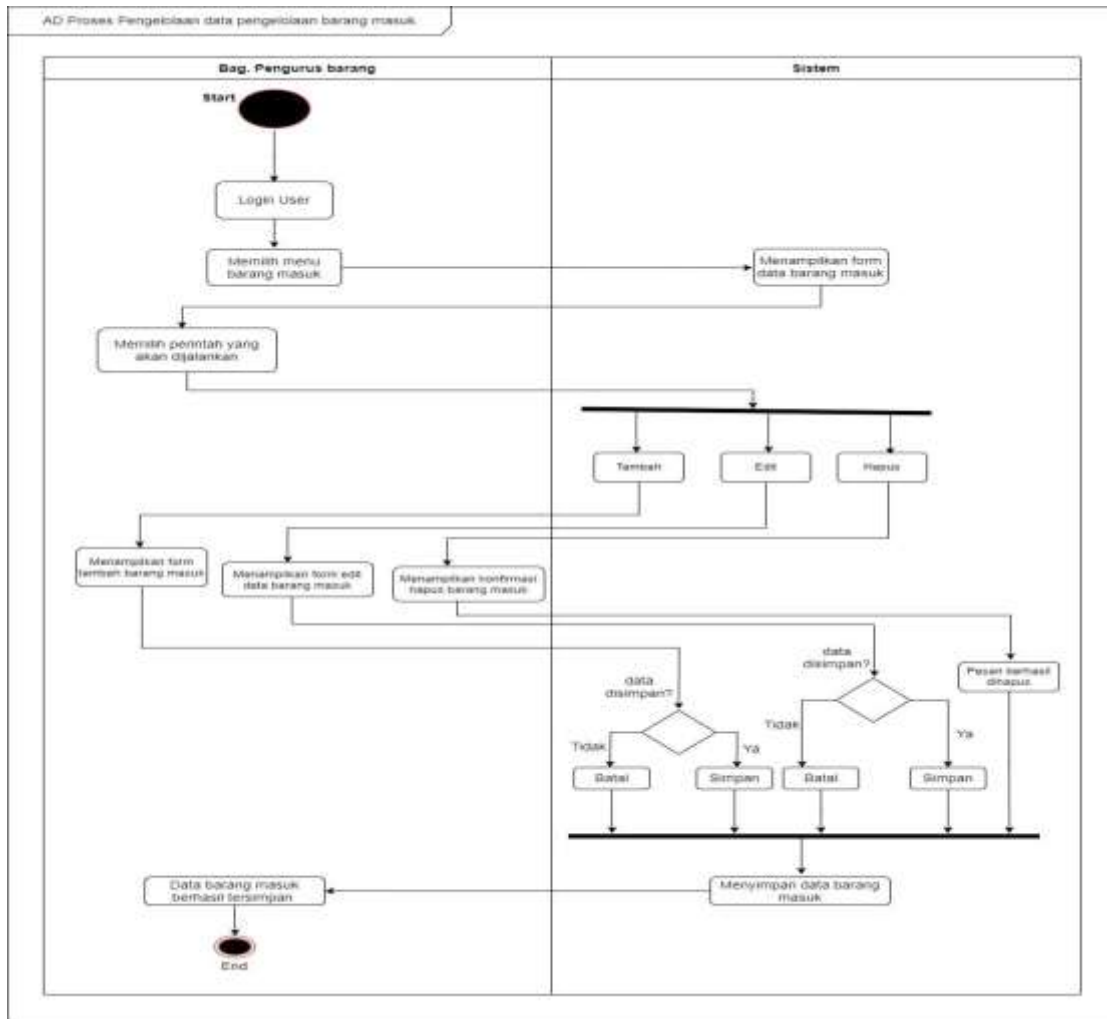 AD Proses Pengelolaan data pengelolaan barang masuk
Bag. Pengurus barang
Sistem
Start
Login User
Memilih menu
barang masuk
Menampilkan form
data barang masuk
Memilih perintah yang
akan dijalankan
Tambah
Edit
Hapus
Menampilkan form
tambah barang masuk
Menampilkan form edit
data barang masuk
Menampilkan konfirmasi
hapus barang masuk
data
disimpan?
data
disimpan?
Pesan berhasil
dihapus
Tidak
Ya
Tidak
Ya
Batal
Simpan
Batal
Simpan
Data barang masuk
berhasil tersimpan
Menyimpan data barang
masuk
End